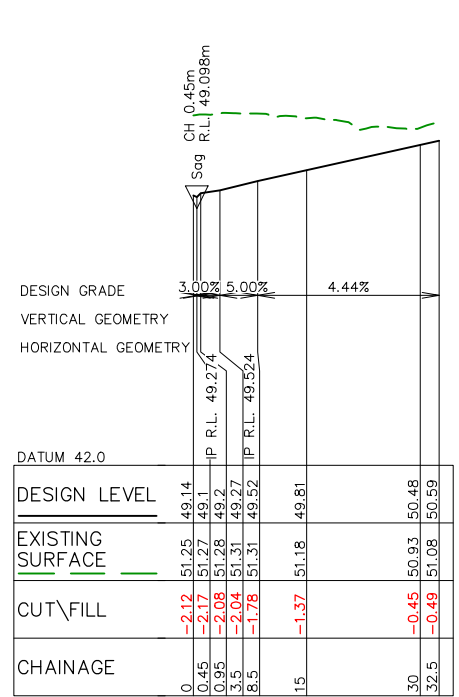 CH 0.45m
R.L. 49.098m
Sag
DESIGN GRADE 3.00% 5.00% 4.44%
VERTICAL GEOMETRY
HORIZONTAL GEOMETRY
IP R.L. 49.274
IP R.L. 49.524
DATUM 42.0
DESIGN LEVEL 49.14 49.1 49.2 49.27 49.52 49.81 50.48 50.59
EXISTING
SURFACE 51.25 51.27 51.28 51.31 51.31 51.18 50.93 51.08
CUT\FILL -2.12 -2.17 -2.08 -2.04 -1.78 -1.37 -0.45 -0.49
CHAINAGE 0 0.45 0.95 3.5 8.5 15 30 32.5